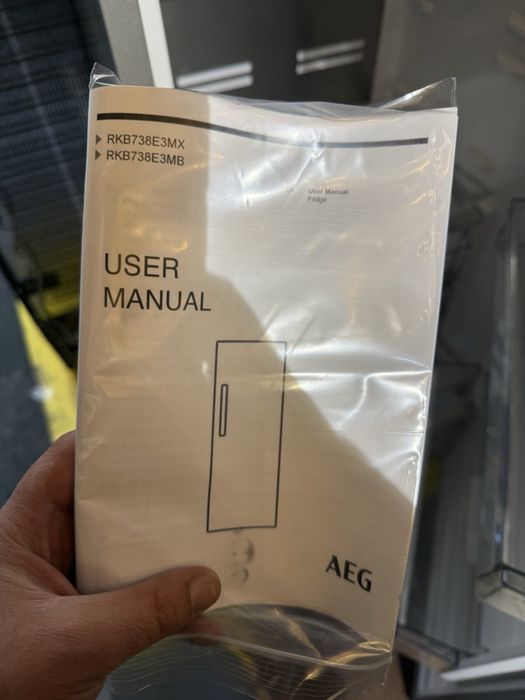 RKB738E3MX
RKB738E3MB
User Manual
Fridge
USER
MANUAL
AEG